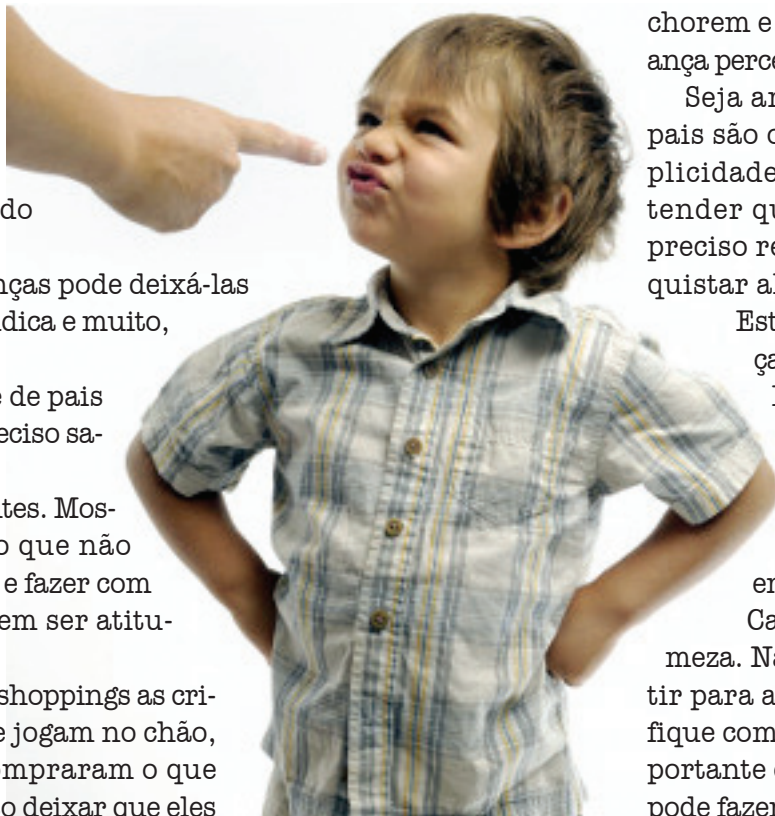 do
nças pode deixá-las
dica e muito,
e de pais
eciso sa-
tes. Mos-
o que não
e fazer com
em ser atitu-
shoppings as cri-
e jogam no chão,
mpraram o que
o deixar que eles
chorem e
ança perce
Seja ar
pais são c
plicidade
tender qu
preciso re
quistar al
Est
ça
er
Ca
meza. Na
tir para a
fique com
portante
pode fazer